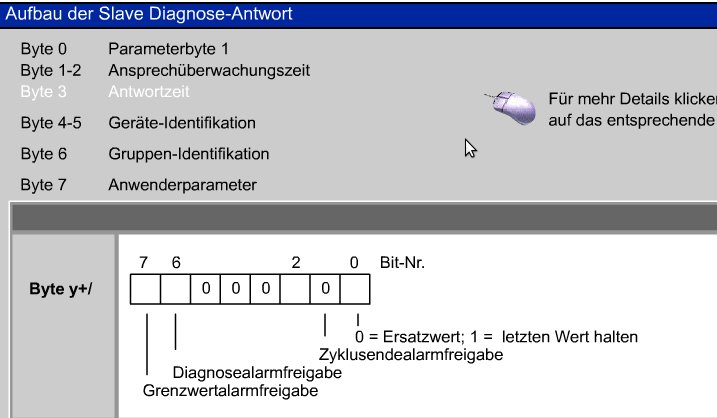 Aufbau der Slave Diagnose-Antwort
Byte 0 Parameterbyte 1
Byte 1-2 Ansprechüberwachungszeit
Byte 3 Antwortzeit
Für mehr Details klicken
auf das entsprechende
Byte 4-5 Geräte-Identifikation
Byte 6 Gruppen-Identifikation
Byte 7 Anwenderparameter
7 6 2 0 Bit-Nr.
Byte y+/ 0 0 0 0
0 = Ersatzwert; 1 = letzten Wert halten
Zyklusendealarmfreigabe
Diagnosealarmfreigabe
Grenzwertalarmfreigabe